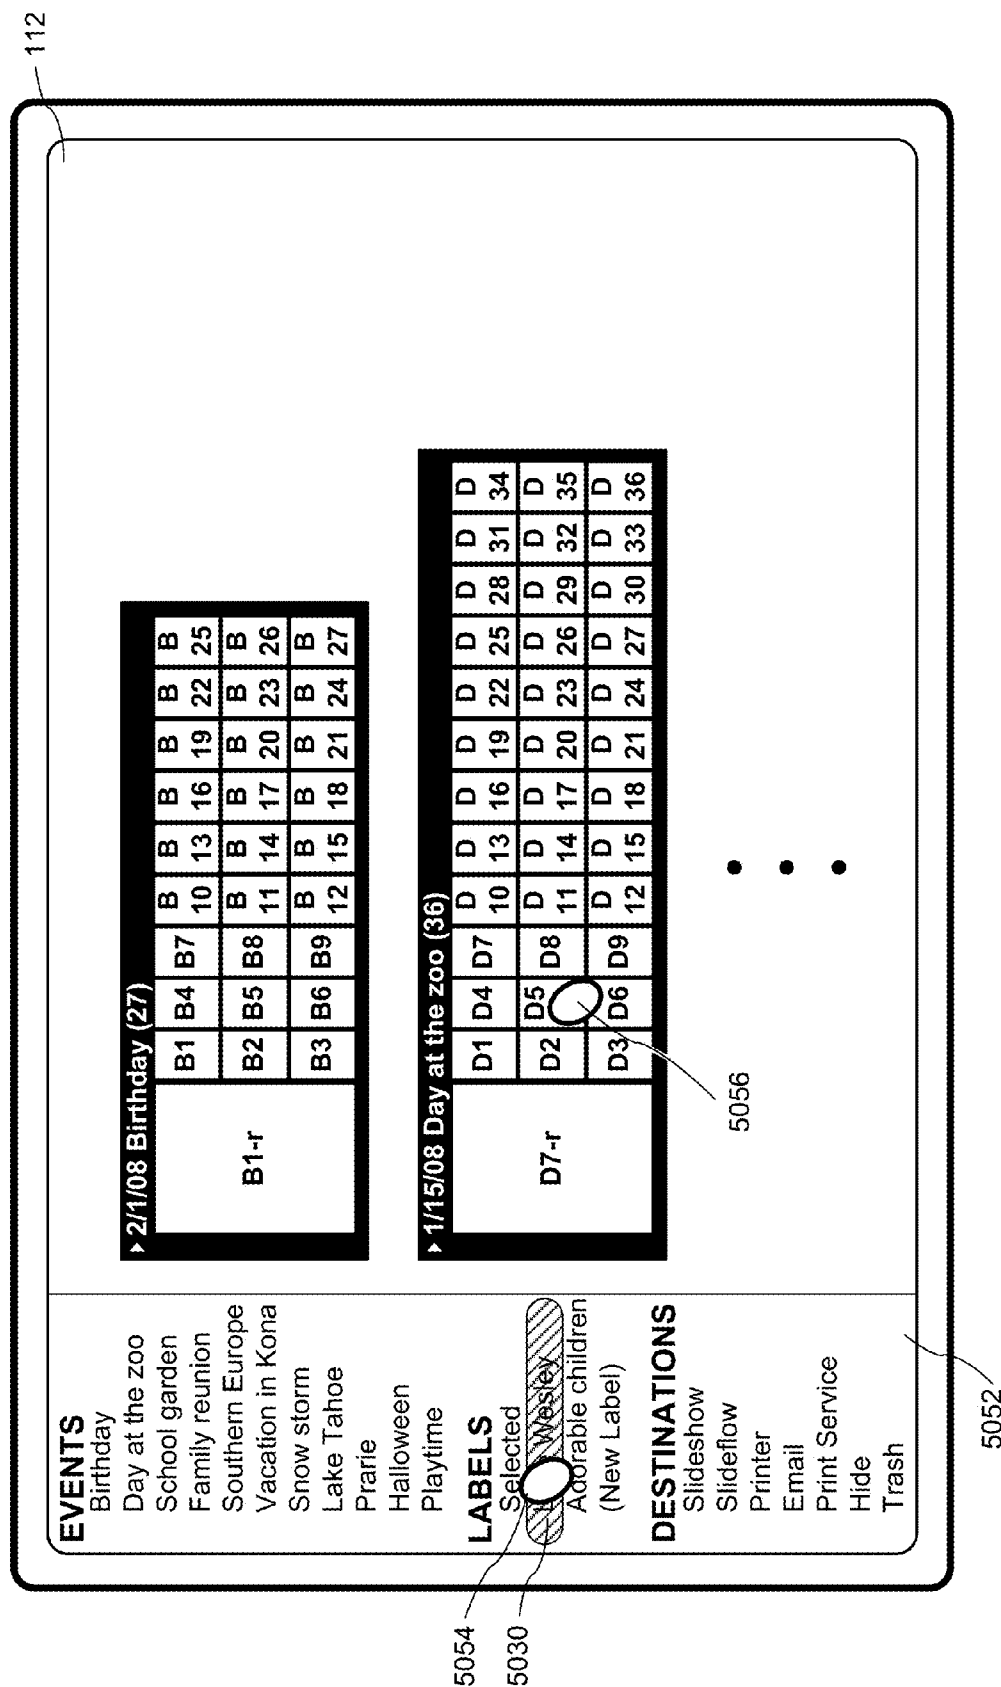 112
EVENTS
Birthday
Day at the zoo
School garden
Family reunion
Southern Europe
Vacation in Kona
Snow storm
Lake Tahoe
Prarie
Halloween
Playtime
LABELS
Selected
Wesley
Adorable children
(New Label)
DESTINATIONS
Slideshow
Slideflow
Printer
Email
Print Service
Hide
Trash
2/1/08 Birthday (27)
B1-r
B1 B4 B7 B 10 B 13 B 16 B 19 B 22 B 25
B2 B5 B8 B 11 B 14 B 17 B 20 B 23 B 26
B3 B6 B9 B 12 B 15 B 18 B 21 B 24 B 27
1/15/08 Day at the zoo (36)
D7-r
D1 D4 D7 D 10 D 13 D 16 D 19 D 22 D 25 D 28 D 31 D 34
D2 D5 D8 D 11 D 14 D 17 D 20 D 23 D 26 D 29 D 32 D 35
D3 D6 D9 D 12 D 15 D 18 D 21 D 24 D 27 D 30 D 33 D 36
5056
5054
5030
5052